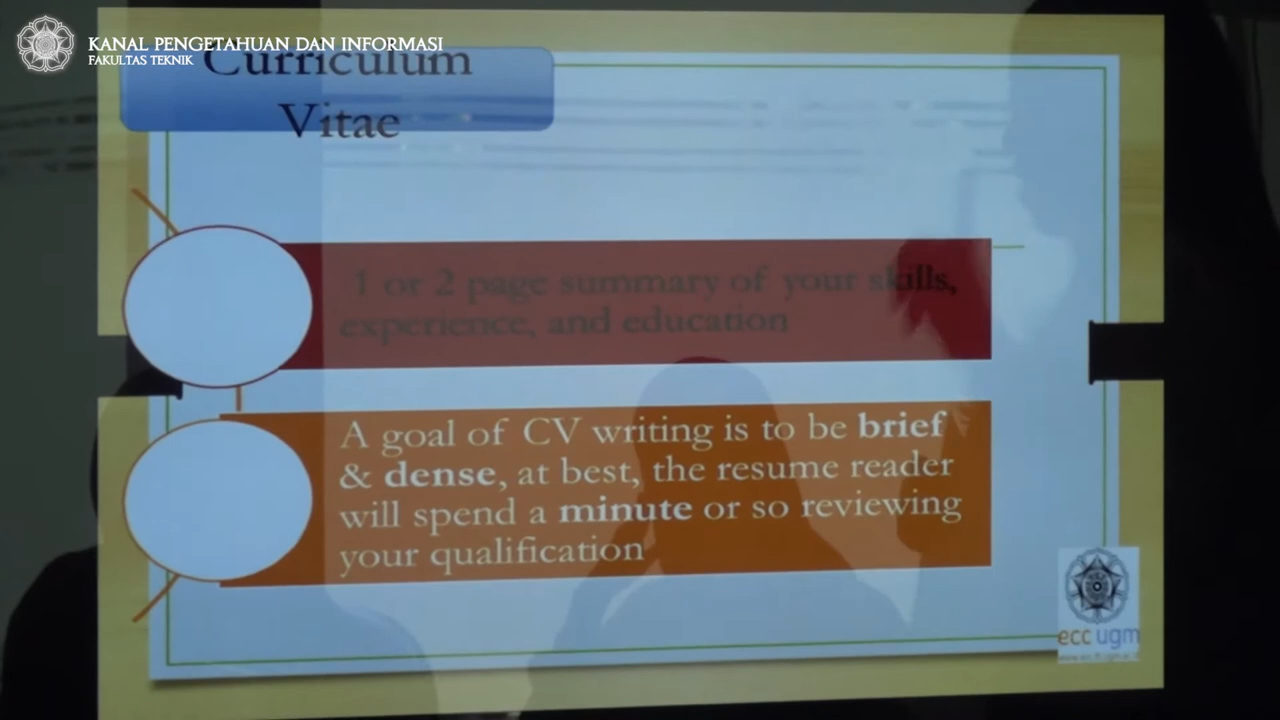 KANAL PENGETAHUAN DAN INFORMASI
FAKULTAS TEKNIK
Curriculum
Vitae
1 or 2 page summary of your skills,
experience, and education
A goal of CV writing is to be brief
& dense, at best, the resume reader
will spend a minute or so reviewing
your qualification
ecc ugm